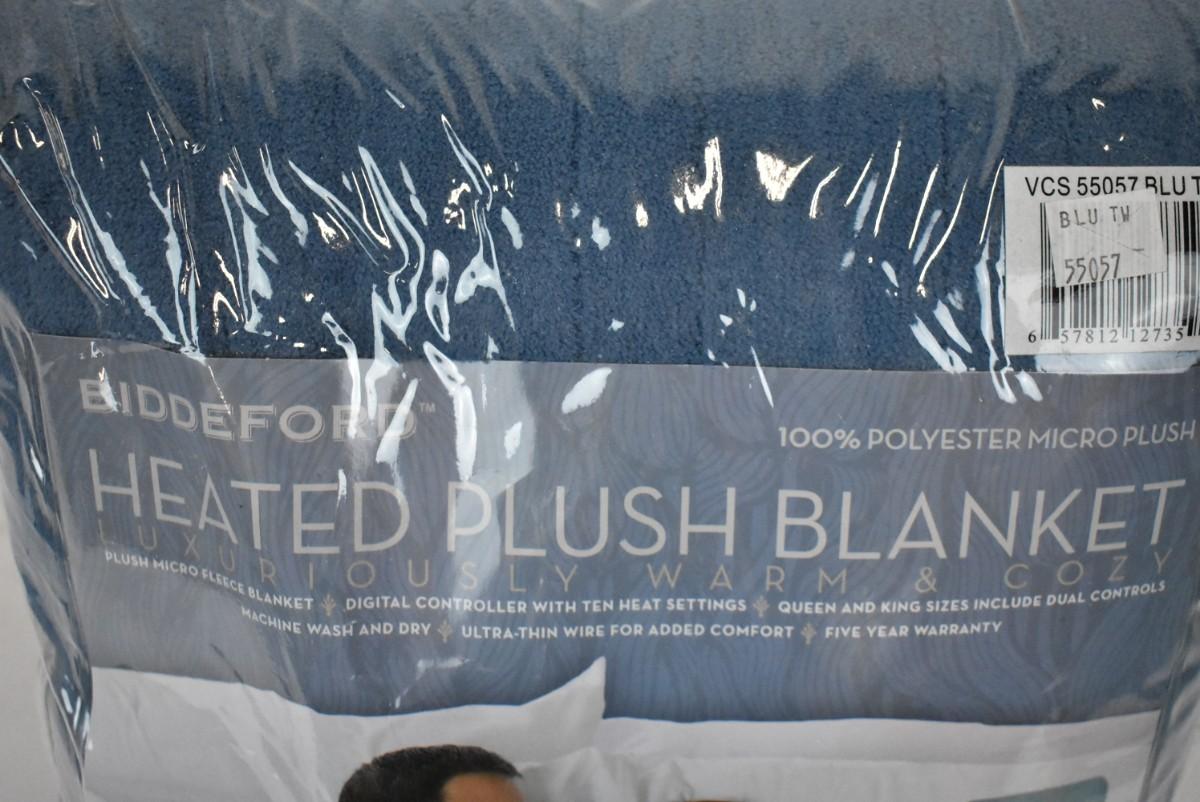 VCS 55057 BLU T
BLU TW
55057
6 57812 12735
BIDDEFORD™
100% POLYESTER MICRO PLUSH
HEATED PLUSH BLANKET
LUXURIOUSLY WARM & COZY
PLUSH MICRO FLEECE BLANKET DIGITAL CONTROLLER WITH TEN HEAT SETTINGS QUEEN AND KING SIZES INCLUDE DUAL CONTROLS
MACHINE WASH AND DRY ULTRA-THIN WIRE FOR ADDED COMFORT FIVE YEAR WARRANTY